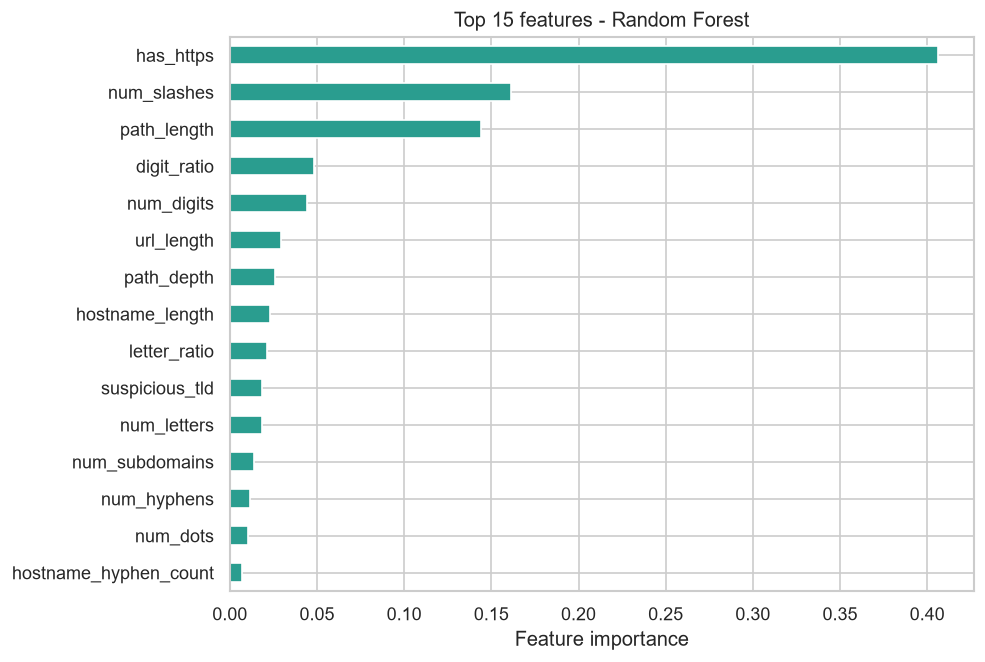 Top 15 features - Random Forest
has_https
num_slashes
path_length
digit_ratio
num_digits
url_length
path_depth
hostname_length
letter_ratio
suspicious_tld
num_letters
num_subdomains
num_hyphens
num_dots
hostname_hyphen_count
0.00 0.05 0.10 0.15 0.20 0.25 0.30 0.35 0.40
Feature importance